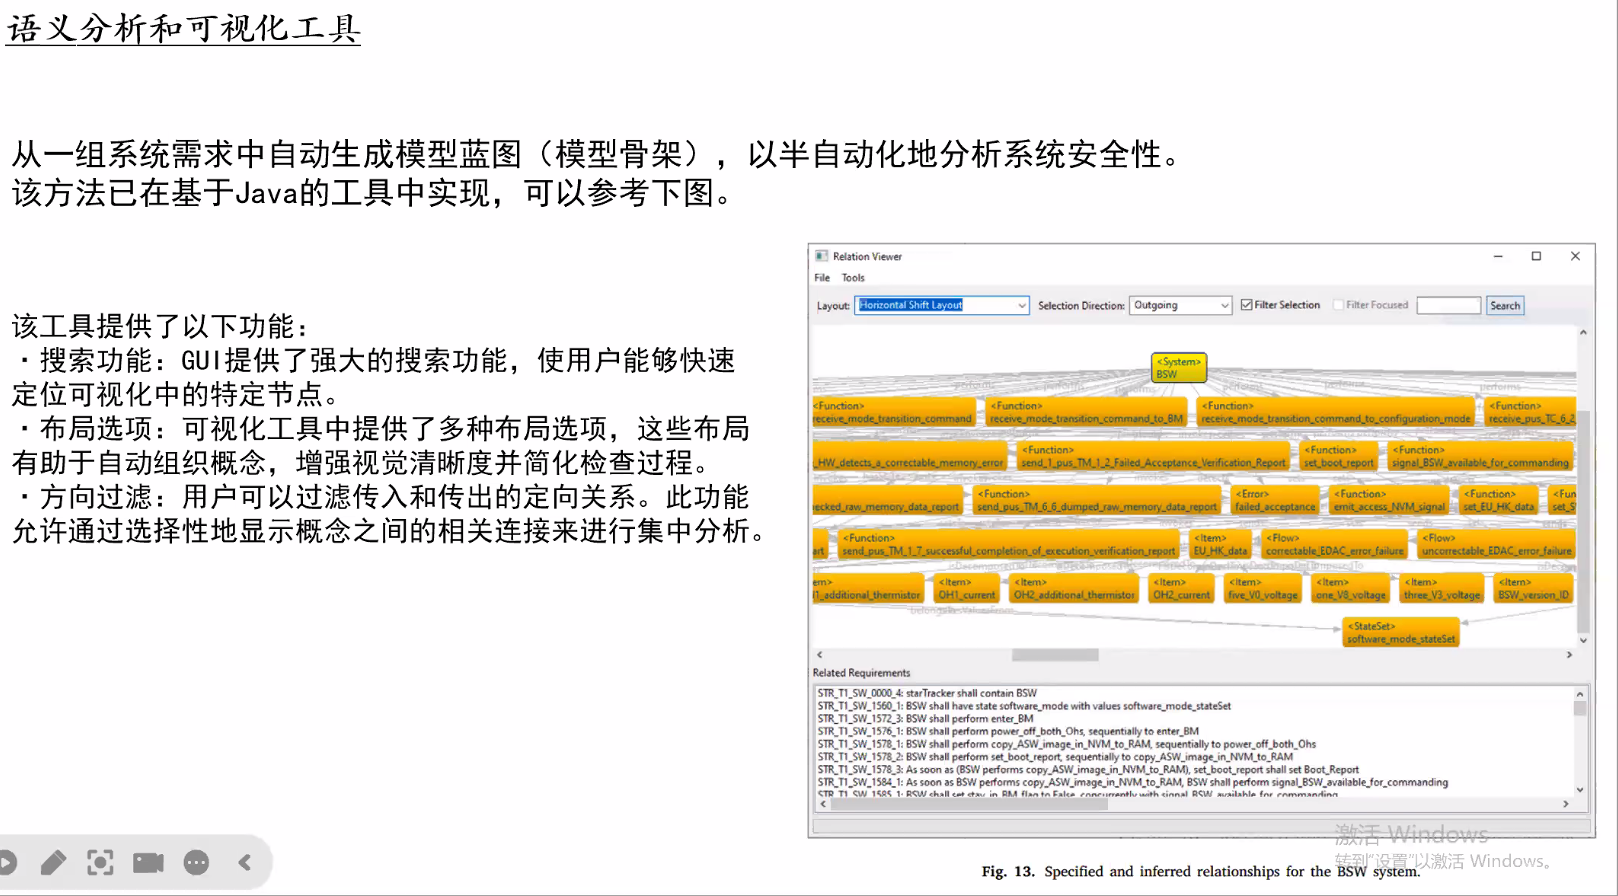 语义分析和可视化工具
从一组系统需求中自动生成模型蓝图（模型骨架），以半自动化地分析系统安全性。
该方法已在基于Java的工具中实现，可以参考下图。
该工具提供了以下功能：
·搜索功能：GUI提供了强大的搜索功能，使用户能够快速
定位可视化中的特定节点。
·布局选项：可视化工具中提供了多种布局选项，这些布局
有助于自动组织概念，增强视觉清晰度并简化检查过程。
·方向过滤：用户可以过滤传入和传出的定向关系。此功能
允许通过选择性地显示概念之间的相关连接来进行集中分析。
Relation Viewer
File Tools
Layout: Horizontal Shift Layout Selection Direction: Outgoing Filter Selection Filter Focused Search
<System>
BSW
performs performs performs performs
<Function> <Function> <Function> <Function>
receive_mode_transition_command receive_mode_transition_command_to_BM receive_mode_transition_command_to_configuration_mode receive_pus_TC_6_2
<Function> <Function> <Function>
_HW_detects_a_correctable_memory_error send_1_pus_TM_1_2_Failed_Acceptance_Verification_Report set_boot_report signal_BSW_available_for_commanding
<Function> <Error> <Function> <Function> <Fun
ecked_raw_memory_data_report send_pus_TM_6_6_dumped_raw_memory_data_report failed_acceptance emit_access_NVM_signal set_EU_HK_data set_S
<Function> <Item> <Flow> <Flow>
art send_pus_TM_1_7_successful_completion_of_execution_verification_report EU_HK_data correctable_EDAC_error_failure uncorrectable_EDAC_error_failure
em> <Item> <Item> <Item> <Item> <Item> <Item> <Item>
1_additional_thermistor OH1_current OH2_additional_thermistor OH2_current five_V0_voltage one_V8_voltage three_V3_voltage BSW_version_ID
<StateSet>
software_mode_stateSet
Related Requirements
STR_T1_SW_0000_4: starTracker shall contain BSW
STR_T1_SW_1560_1: BSW shall have state software_mode with values software_mode_stateSet
STR_T1_SW_1572_3: BSW shall perform enter_BM
STR_T1_SW_1576_1: BSW shall perform power_off_both_Ohs, sequentially to enter_BM
STR_T1_SW_1578_1: BSW shall perform copy_ASW_image_in_NVM_to_RAM, sequentially to power_off_both_Ohs
STR_T1_SW_1578_2: BSW shall perform set_boot_report, sequentially to copy_ASW_image_in_NVM_to_RAM
STR_T1_SW_1578_3: As soon as (BSW performs copy_ASW_image_in_NVM_to_RAM), set_boot_report shall set Boot_Report
STR_T1_SW_1584_1: As soon as BSW performs copy_ASW_image_in_NVM_to_RAM, BSW shall perform signal_BSW_available_for_commanding
STR_T1_SW_1585_1: BSW shall set stay_in_BM_flag to False, concurrently with signal_BSW_available_for_commanding
激活 Windows
转到“设置”以激活 Windows。
Fig. 13. Specified and inferred relationships for the BSW system.